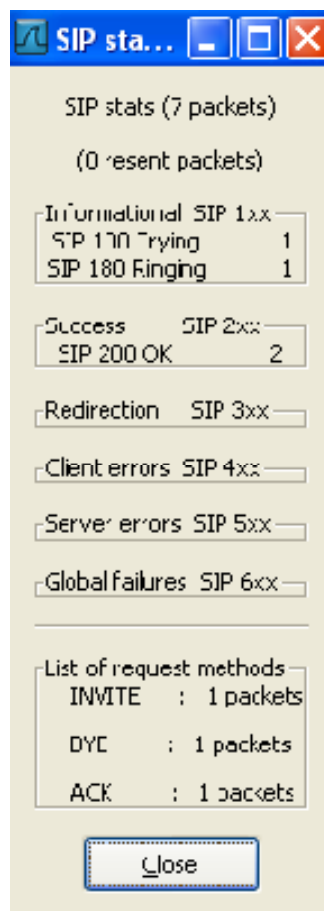 SIP sta...
SIP stats (7 packets)
(0 resent packets)
Informational SIP 1xx
SIP 100 Trying 1
SIP 180 Ringing 1
Success SIP 2xx
SIP 200 OK 2
Redirection SIP 3xx
Client errors SIP 4xx
Server errors SIP 5xx
Global failures SIP 6xx
List of request methods
INVITE : 1 packets
BYE : 1 packets
ACK : 1 packets
Close